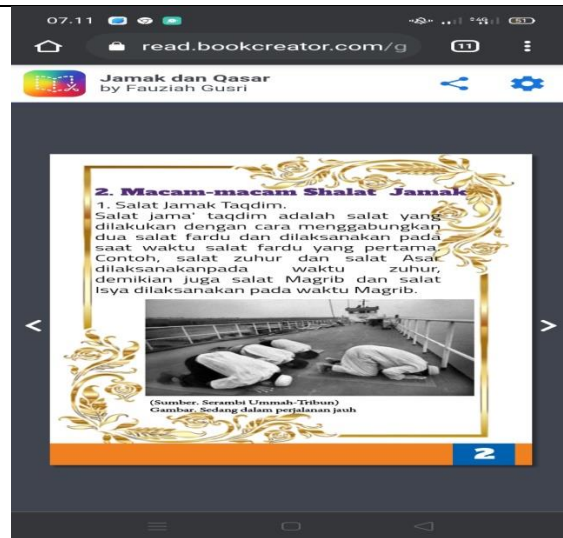 07.11
51
read.bookcreator.com/g
11
Jamak dan Qasar
by Fauziah Gusri
2. Macam-macam Shalat Jamak
1. Salat Jamak Taqdim.
Salat jama' taqdim adalah salat yang
dilakukan dengan cara menggabungkan
dua salat fardu dan dilaksanakan pada
saat waktu salat fardu yang pertama.
Contoh, salat zuhur dan salat Asar
dilaksanakanpada waktu zuhur,
demikian juga salat Magrib dan salat
Isya dilaksanakan pada waktu Magrib.
(Sumber. Serambi Ummah-Tribun)
Gambar. Sedang dalam perjalanan jauh
2